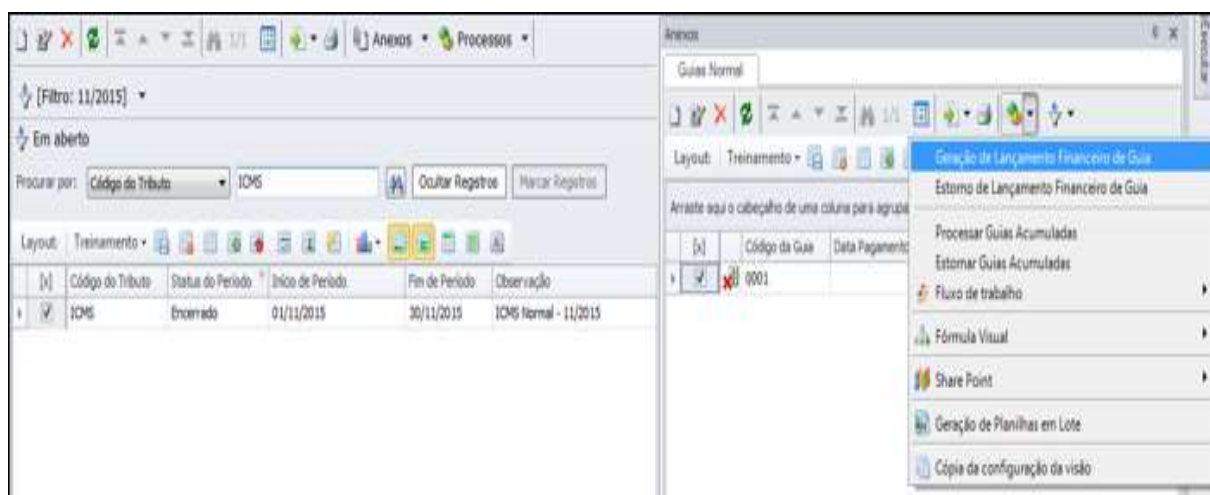 Anexos Processos
[Filtro: 11/2015]
Em aberto
Procurar por: Código do Tributo ICMS Ocultar Registros Marcar Registros
Layout: Treinamento
[x] Código do Tributo Status do Período Início de Período Fim de Período Observação
ICMS Encerrado 01/11/2015 30/11/2015 ICMS Normal - 11/2015
Anexos
Guias Normal
1/1
Layout: Treinamento
Arraste aqui o cabeçalho de uma coluna para agrupa
[x] Código da Guia Data Pagamento
0001
Geração de Lançamento Financeiro de Guia
Estorno de Lançamento Financeiro de Guia
Processar Guias Acumuladas
Estornar Guias Acumuladas
Fluxo de trabalho
Fórmula Visual
Share Point
Geração de Planilhas em Lote
Cópia da configuração da visão